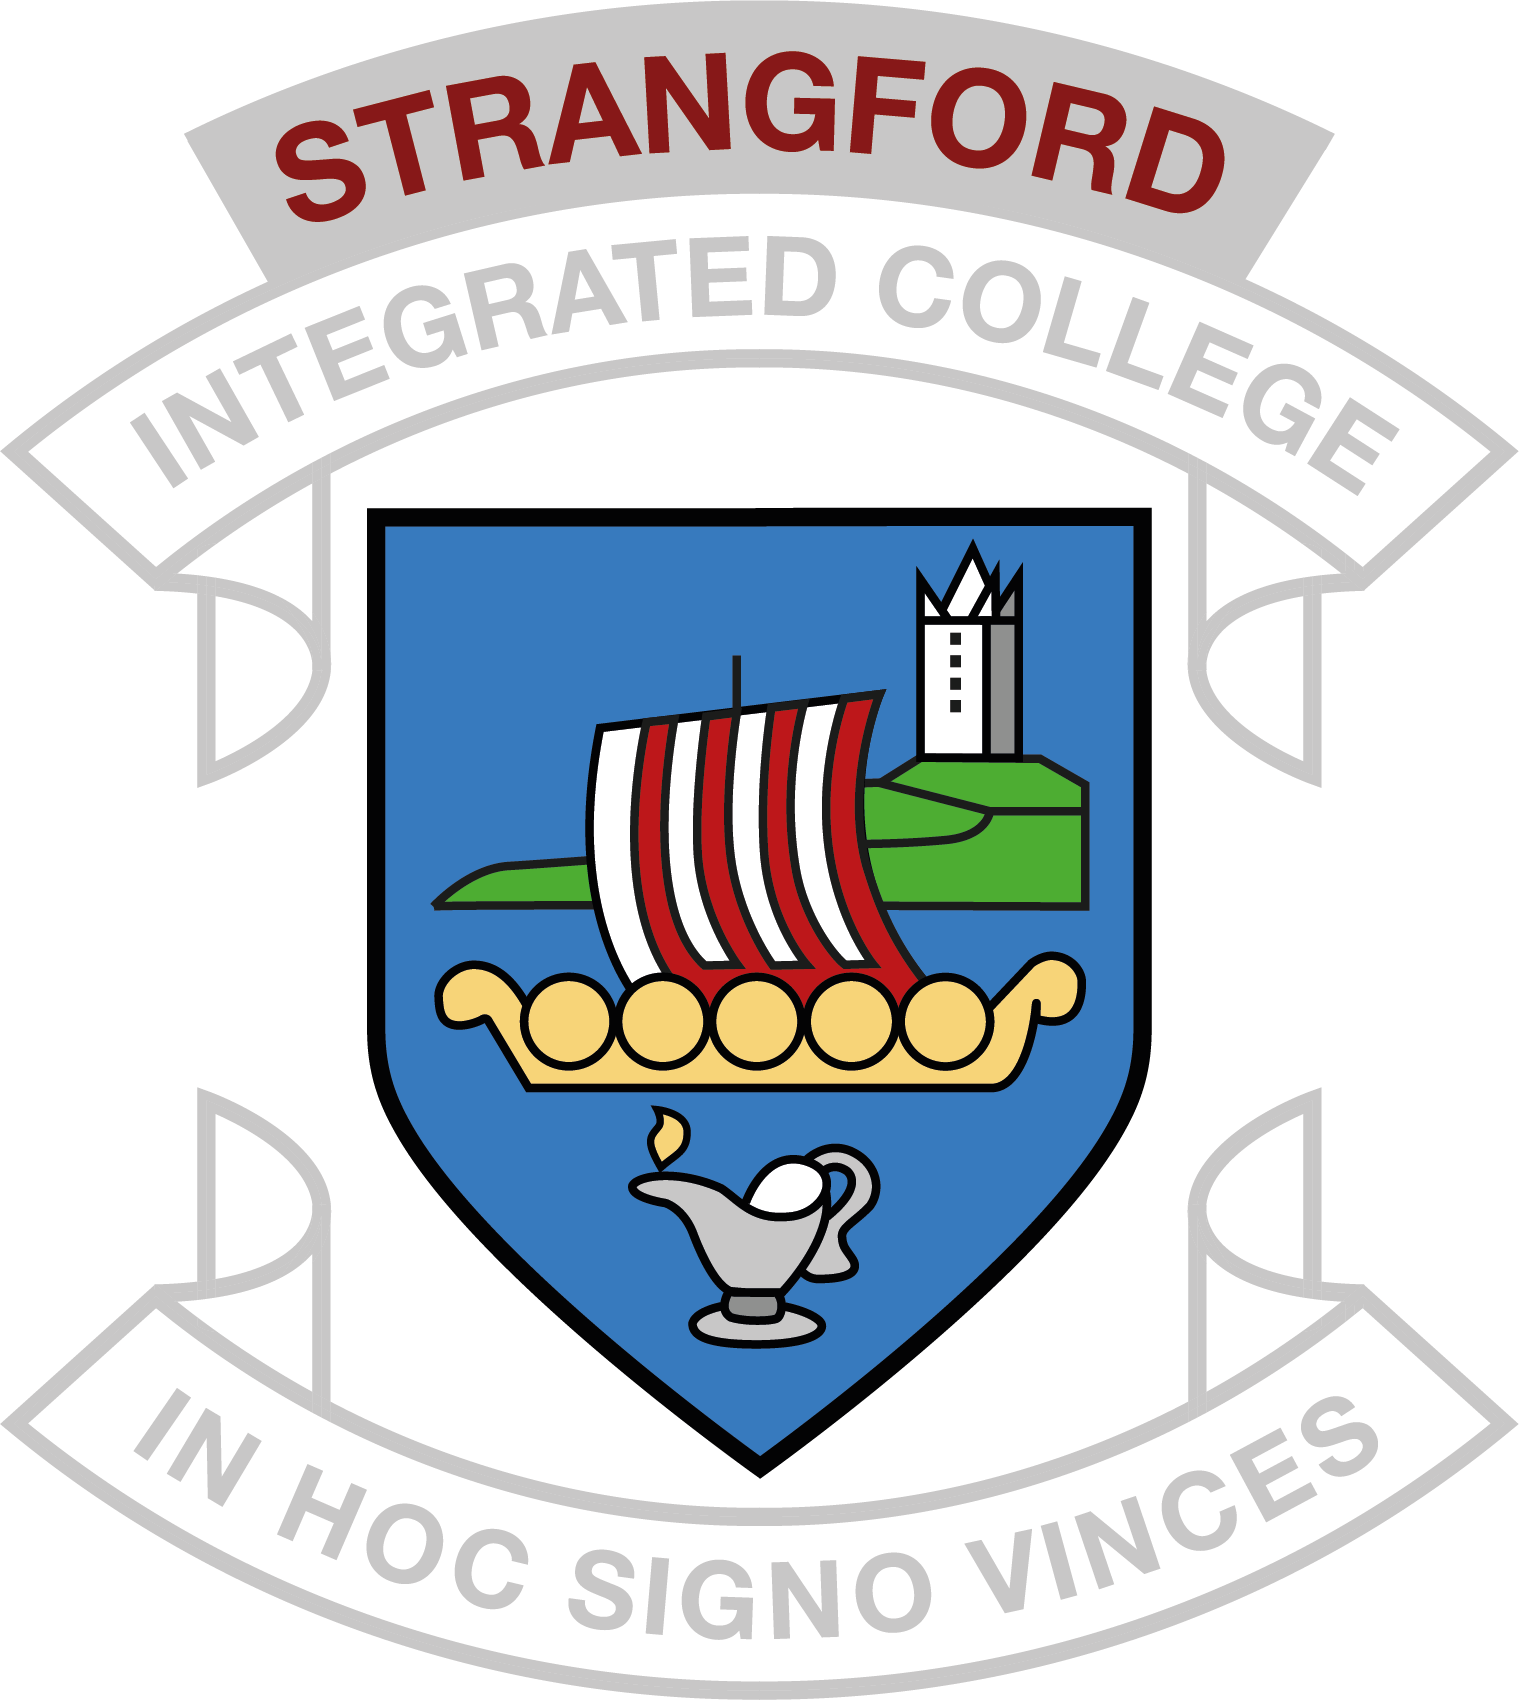 STRANGFORD
INTEGRATED COLLEGE
IN HOC SIGNO VINCES